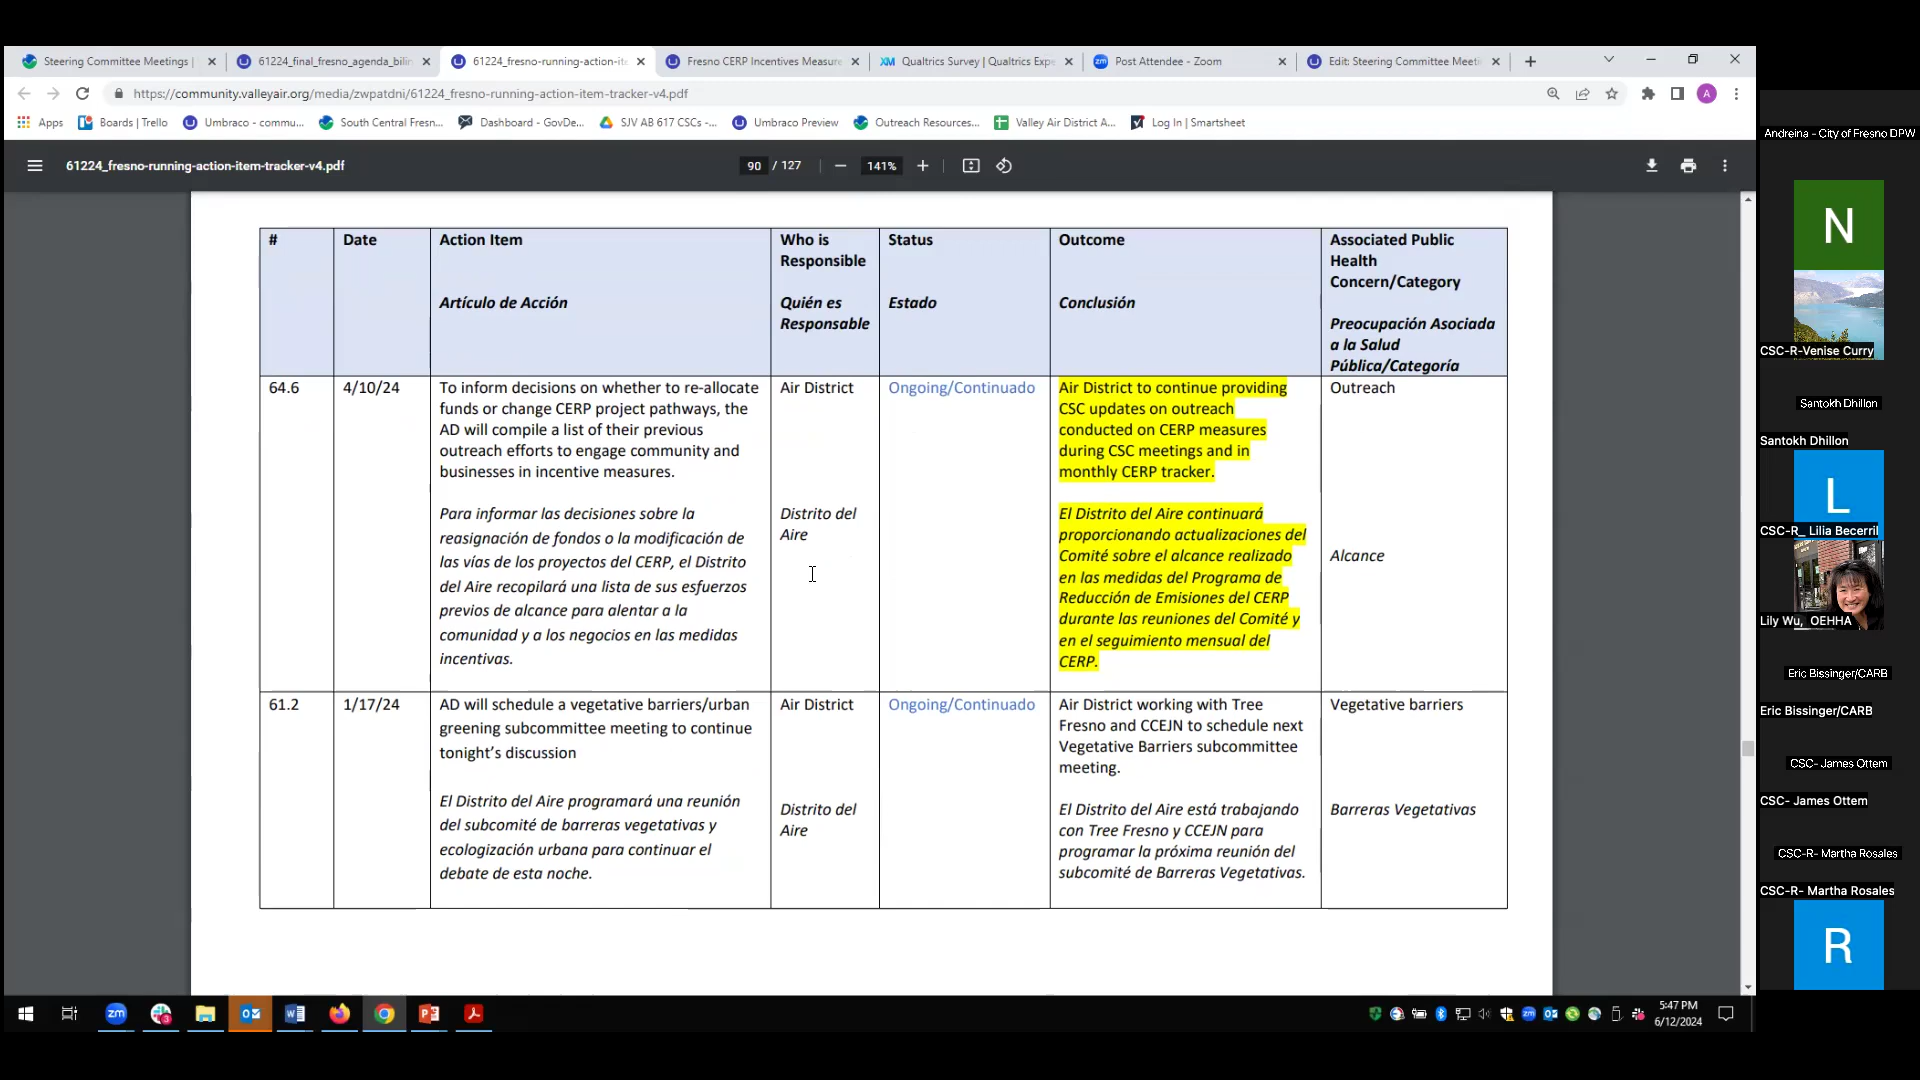 Steering Committee Meetings |
61224_final_fresno_agenda_bilin
61224_fresno-running-action-ite
Fresno CERP Incentives Measure
Qualtrics Survey | Qualtrics Expe
Post Attendee - Zoom
Edit: Steering Committee Meeti
https://community.valleyair.org/media/zwpatdni/61224_fresno-running-action-item-tracker-v4.pdf
A
Apps
Boards | Trello
Umbraco - commu...
South Central Fresn...
Dashboard - GovDe...
SJV AB 617 CSCs -...
Umbraco Preview
Outreach Resources...
Valley Air District A...
Log In | Smartsheet
61224_fresno-running-action-item-tracker-v4.pdf
90 / 127
141%
#
Date
Action Item
Artículo de Acción
Who is
Responsible
Quién es
Responsable
Status
Estado
Outcome
Conclusión
Associated Public
Health
Concern/Category
Preocupación Asociada
a la Salud
Pública/Categoría
64.6
4/10/24
To inform decisions on whether to re-allocate
funds or change CERP project pathways, the
AD will compile a list of their previous
outreach efforts to engage community and
businesses in incentive measures.
Para informar las decisiones sobre la
reasignación de fondos o la modificación de
las vías de los proyectos del CERP, el Distrito
del Aire recopilará una lista de sus esfuerzos
previos de alcance para alentar a la
comunidad y a los negocios en las medidas
incentivas.
Air District
Distrito del
Aire
Ongoing/Continuado
Air District to continue providing
CSC updates on outreach
conducted on CERP measures
during CSC meetings and in
monthly CERP tracker.
El Distrito del Aire continuará
proporcionando actualizaciones del
Comité sobre el alcance realizado
en las medidas del Programa de
Reducción de Emisiones del CERP
durante las reuniones del Comité y
en el seguimiento mensual del
CERP.
Outreach
Alcance
61.2
1/17/24
AD will schedule a vegetative barriers/urban
greening subcommittee meeting to continue
tonight's discussion
El Distrito del Aire programará una reunión
del subcomité de barreras vegetativas y
ecologización urbana para continuar el
debate de esta noche.
Air District
Distrito del
Aire
Ongoing/Continuado
Air District working with Tree
Fresno and CCEJN to schedule next
Vegetative Barriers subcommittee
meeting.
El Distrito del Aire está trabajando
con Tree Fresno y CCEJN para
programar la próxima reunión del
subcomité de Barreras Vegetativas.
Vegetative barriers
Barreras Vegetativas
5:47 PM
6/12/2024
Andreina - City of Fresno DPW
N
CSC-R-Venise Curry
Santokh Dhillon
Santokh Dhillon
L
CSC-R_ Lilia Becerril
Lily Wu, OEHHA
Eric Bissinger/CARB
Eric Bissinger/CARB
CSC- James Ottem
CSC- James Ottem
CSC-R- Martha Rosales
CSC-R- Martha Rosales
R